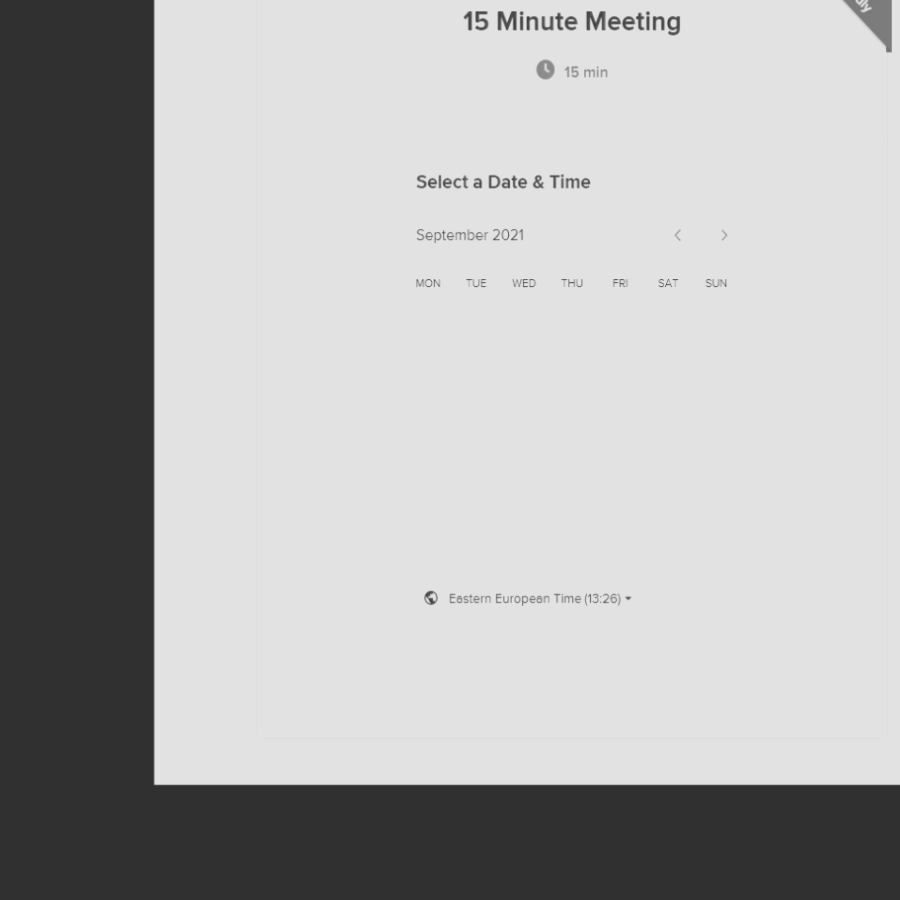 15 Minute Meeting
15 min
Select a Date & Time
September 2021
MON TUE WED THU FRI SAT SUN
Eastern European Time (13:26)